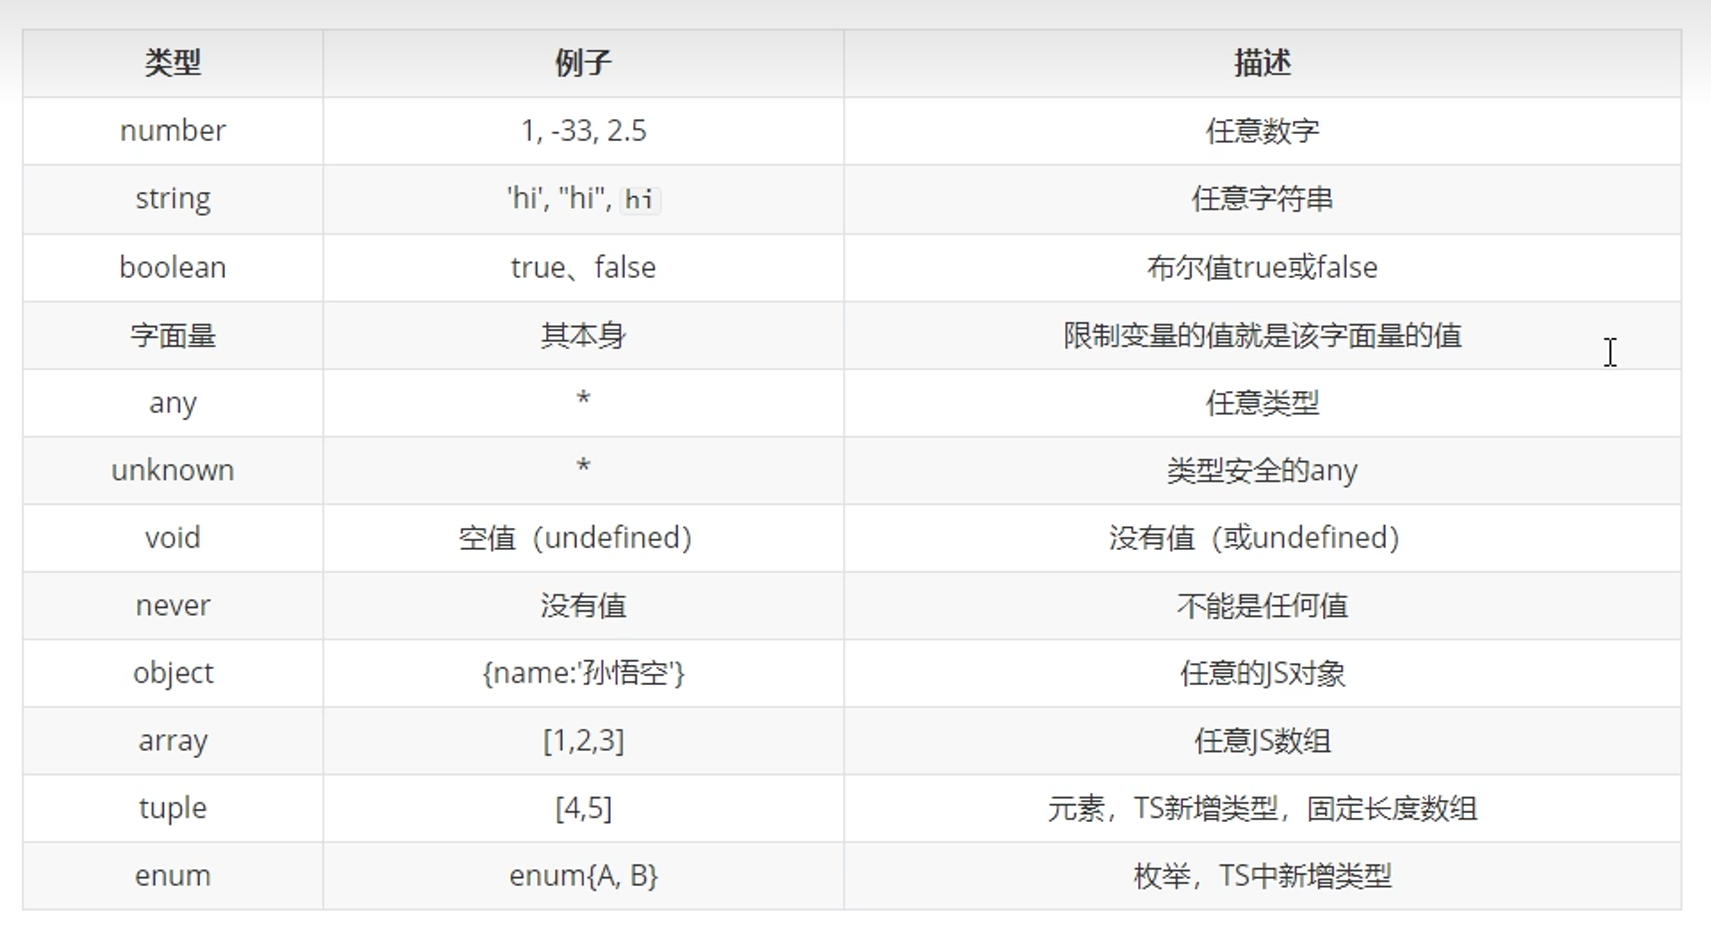 类型 例子 描述
number 1, -33, 2.5 任意数字
string 'hi', "hi", hi 任意字符串
boolean true、false 布尔值true或false
字面量 其本身 限制变量的值就是该字面量的值
any * 任意类型
unknown * 类型安全的any
void 空值（undefined） 没有值（或undefined）
never 没有值 不能是任何值
object {name:'孙悟空'} 任意的JS对象
array [1,2,3] 任意JS数组
tuple [4,5] 元素，TS新增类型，固定长度数组
enum enum{A, B} 枚举，TS中新增类型